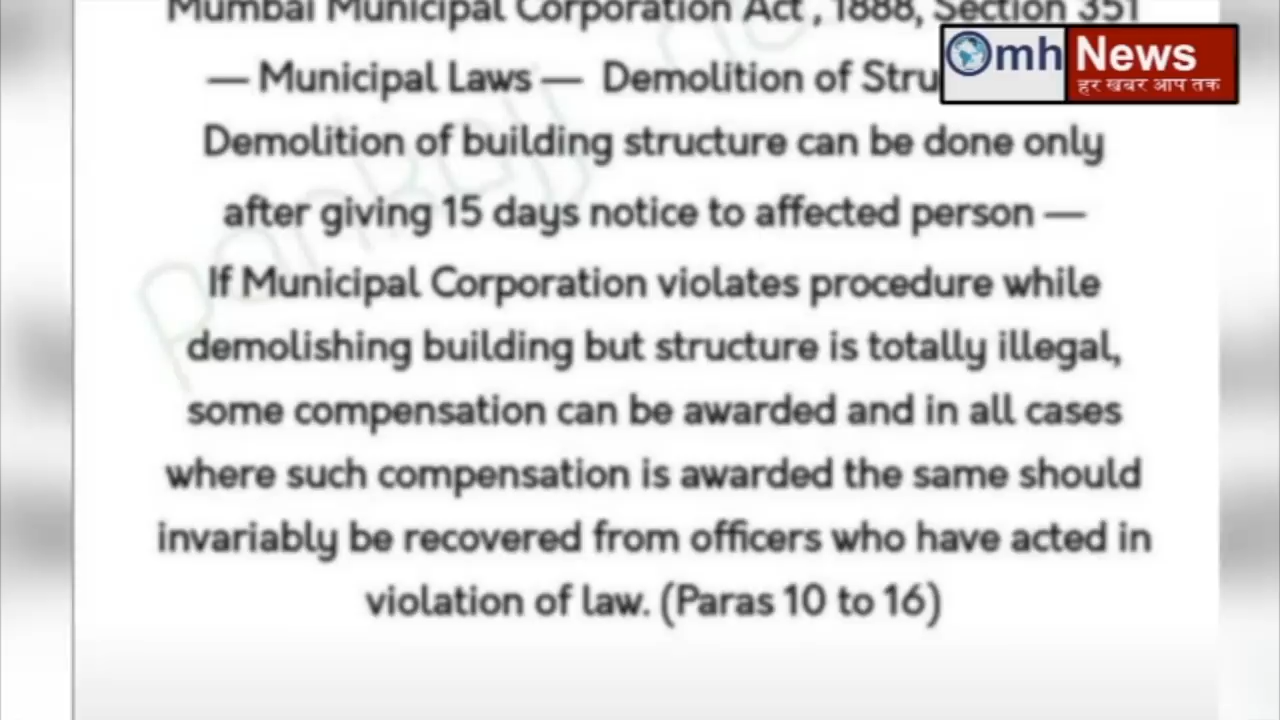 Mumbai Municipal Corporation Act , 1888, Section 351
Omh News
हर खबर आप तक
— Municipal Laws — Demolition of Stru
Demolition of building structure can be done only
after giving 15 days notice to affected person —
If Municipal Corporation violates procedure while
demolishing building but structure is totally illegal,
some compensation can be awarded and in all cases
where such compensation is awarded the same should
invariably be recovered from officers who have acted in
violation of law. (Paras 10 to 16)